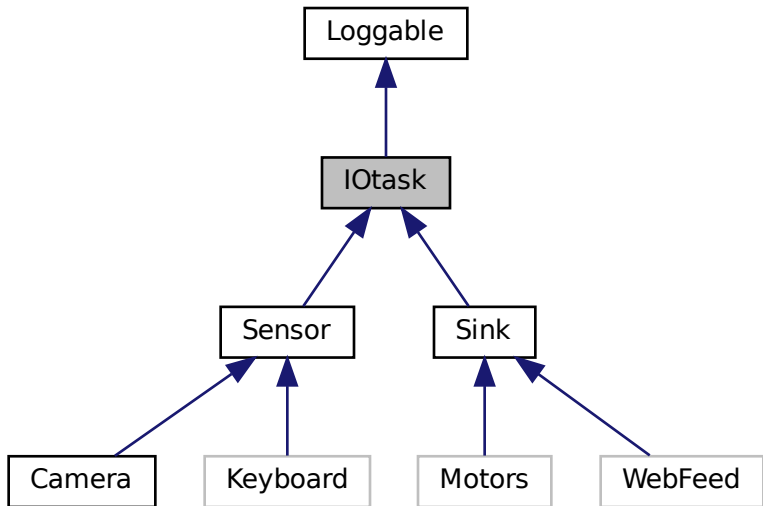 Loggable
IOtask
Sensor
Sink
Camera
Keyboard
Motors
WebFeed